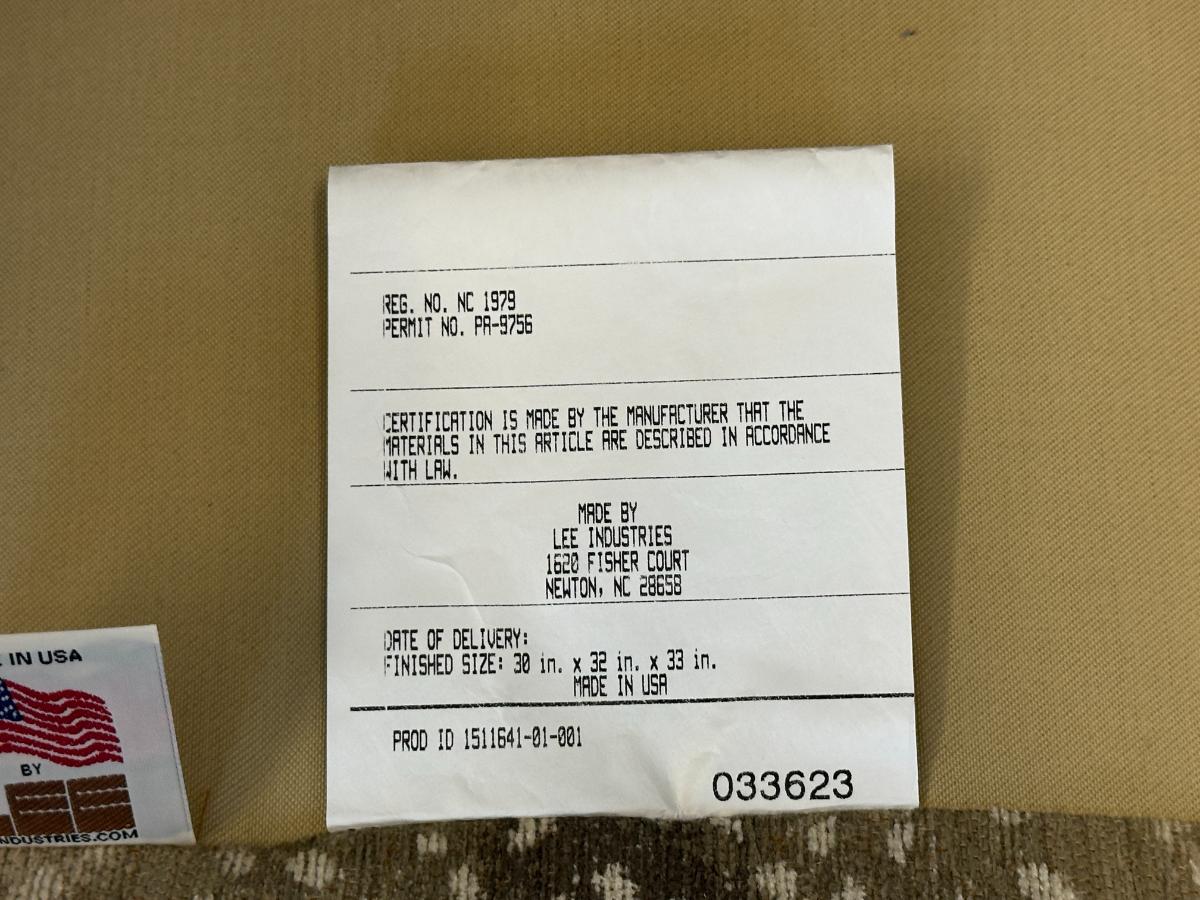 REG. NO. NC 1979
PERMIT NO. PA-9756
CERTIFICATION IS MADE BY THE MANUFACTURER THAT THE
MATERIALS IN THIS ARTICLE ARE DESCRIBED IN ACCORDANCE
WITH LAW.
MADE BY
LEE INDUSTRIES
1620 FISHER COURT
NEWTON, NC 28658
DATE OF DELIVERY:
FINISHED SIZE: 30 in. x 32 in. x 33 in.
MADE IN USA
PROD ID 1511641-01-001
033623
IN USA
BY
LEE
INDUSTRIES.COM